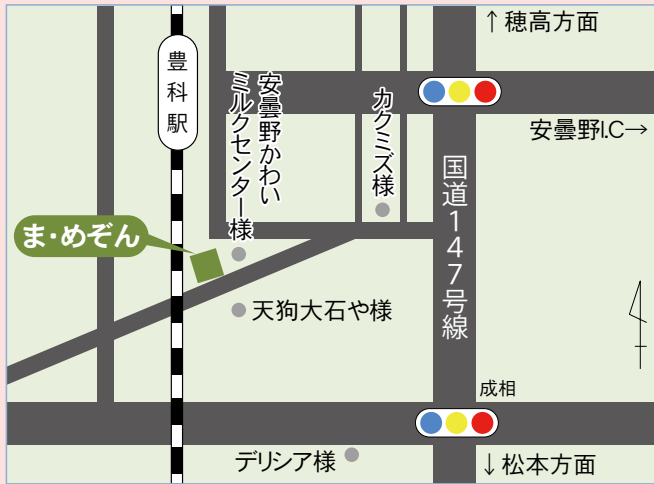 ↑穂高方面
豊科駅
安曇野かわい
ミルクセンター様
カクミズ様
安曇野I.C→
国道147号線
ま・めぞん
天狗大石や様
成相
デリシア様
↓松本方面